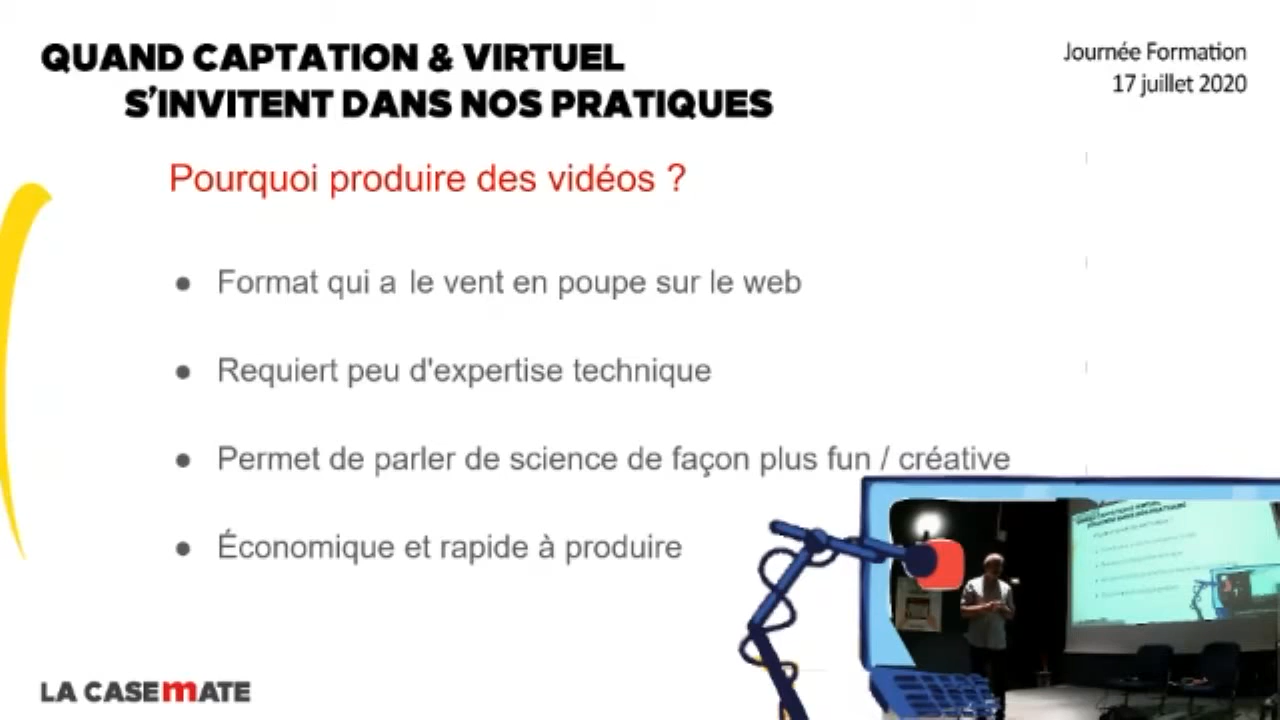 QUAND CAPTATION & VIRTUEL
S'INVITENT DANS NOS PRATIQUES
Journée Formation
17 juillet 2020
Pourquoi produire des vidéos ?
● Format qui a le vent en poupe sur le web
● Requiert peu d'expertise technique
● Permet de parler de science de façon plus fun / créative
● Économique et rapide à produire
LA CASEMATE